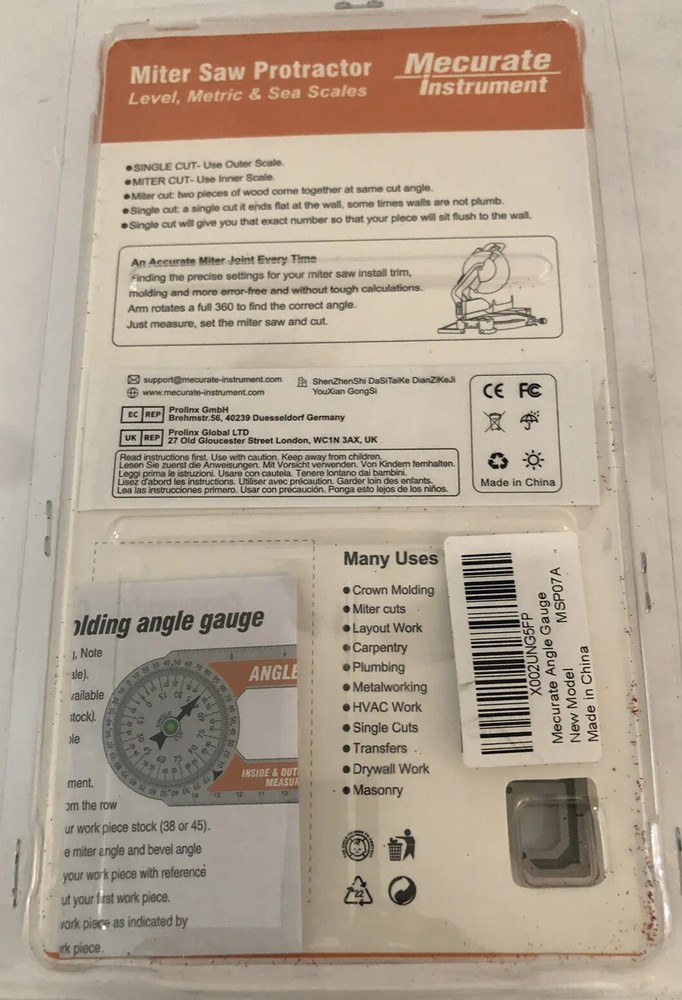 Miter Saw Protractor
Level, Metric & Sea Scales
Mecurate
Instrument
●SINGLE CUT- Use Outer Scale.
●MITER CUT- Use Inner Scale.
●Miter cut: two pieces of wood come together at same cut angle.
●Single cut: a single cut it ends flat at the wall, some times walls are not plumb.
●Single cut will give you that exact number so that your piece will sit flush to the wall.
An Accurate Miter Joint Every Time
Finding the precise settings for your miter saw install trim,
molding and more error-free and without tough calculations.
Arm rotates a full 360 to find the correct angle.
Just measure, set the miter saw and cut.
support@mecurate-instrument.com
www.mecurate-instrument.com
ShenZhenShi DaSiTaiKe DianZiKeJi
YouXian GongSi
EC REP Prolinx GmbH
Brehmstr.56, 40239 Duesseldorf Germany
UK REP Prolinx Global LTD
27 Old Gloucester Street London, WC1N 3AX, UK
Read instructions first. Use with caution. Keep away from children.
Lesen Sie zuerst die Anweisungen. Mit Vorsicht verwenden. Von Kindern fernhalten.
Leggi prima le istruzioni. Usare con cautela. Tenere lontano dai bambini.
Lisez d'abord les instructions. Utiliser avec précaution. Garder loin des enfants.
Lea las instrucciones primero. Usar con precaución. Ponga esto lejos de los niños.
CE FC
Made in China
olding angle gauge
), Note
ale).
vailable
stock).
ole
ment.
om the row
ur work piece stock (38 or 45).
e miter angle and bevel angle
your work piece with reference
ut your first work piece.
work piece as indicated by
rk piece.
ANGLE
INSIDE & OUT
MEASUR
Many Uses
●Crown Molding
●Miter cuts
●Layout Work
●Carpentry
●Plumbing
●Metalworking
●HVAC Work
●Single Cuts
●Transfers
●Drywall Work
●Masonry
22
X002UNG5FP
Mecurate Angle Gauge
New Model MSP07A
Made in China